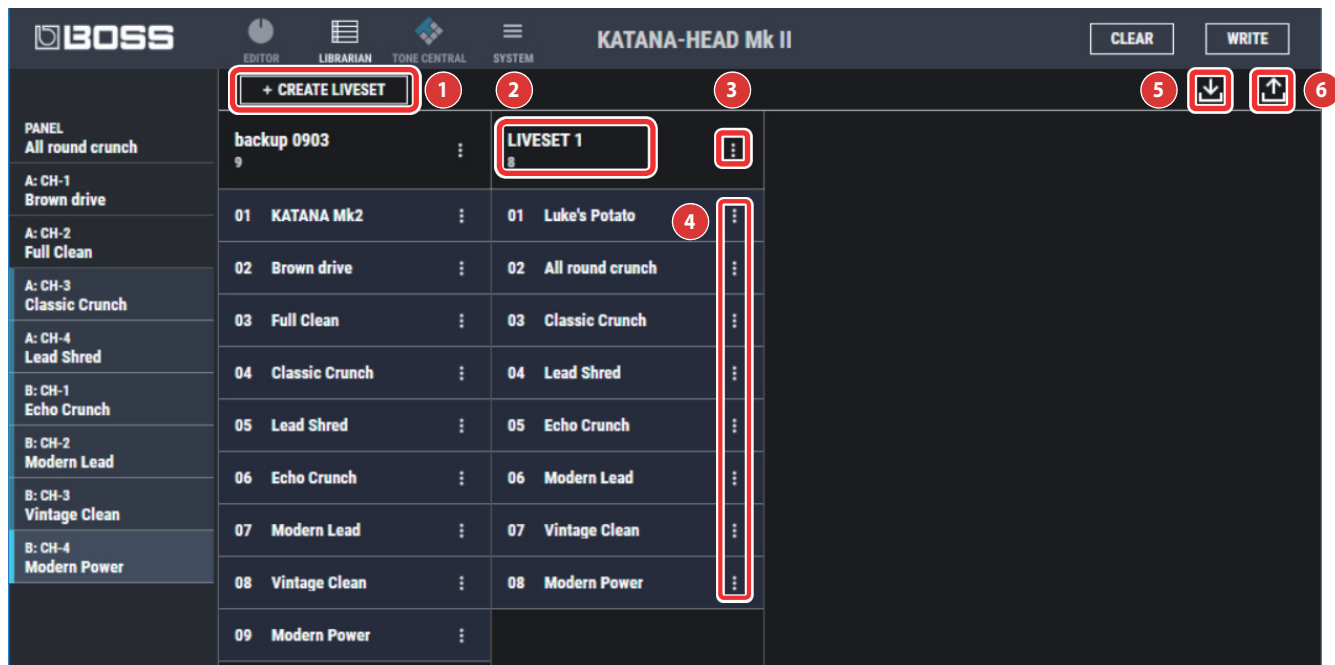 BOSS
EDITOR
LIBRARIAN
TONE CENTRAL
SYSTEM
KATANA-HEAD Mk II
CLEAR
WRITE
+ CREATE LIVESET
1
2
3
5
6
PANEL
All round crunch
A: CH-1
Brown drive
A: CH-2
Full Clean
A: CH-3
Classic Crunch
A: CH-4
Lead Shred
B: CH-1
Echo Crunch
B: CH-2
Modern Lead
B: CH-3
Vintage Clean
B: CH-4
Modern Power
backup 0903
9
01 KATANA Mk2
02 Brown drive
03 Full Clean
04 Classic Crunch
05 Lead Shred
06 Echo Crunch
07 Modern Lead
08 Vintage Clean
09 Modern Power
LIVESET 1
8
4
01 Luke's Potato
02 All round crunch
03 Classic Crunch
04 Lead Shred
05 Echo Crunch
06 Modern Lead
07 Vintage Clean
08 Modern Power